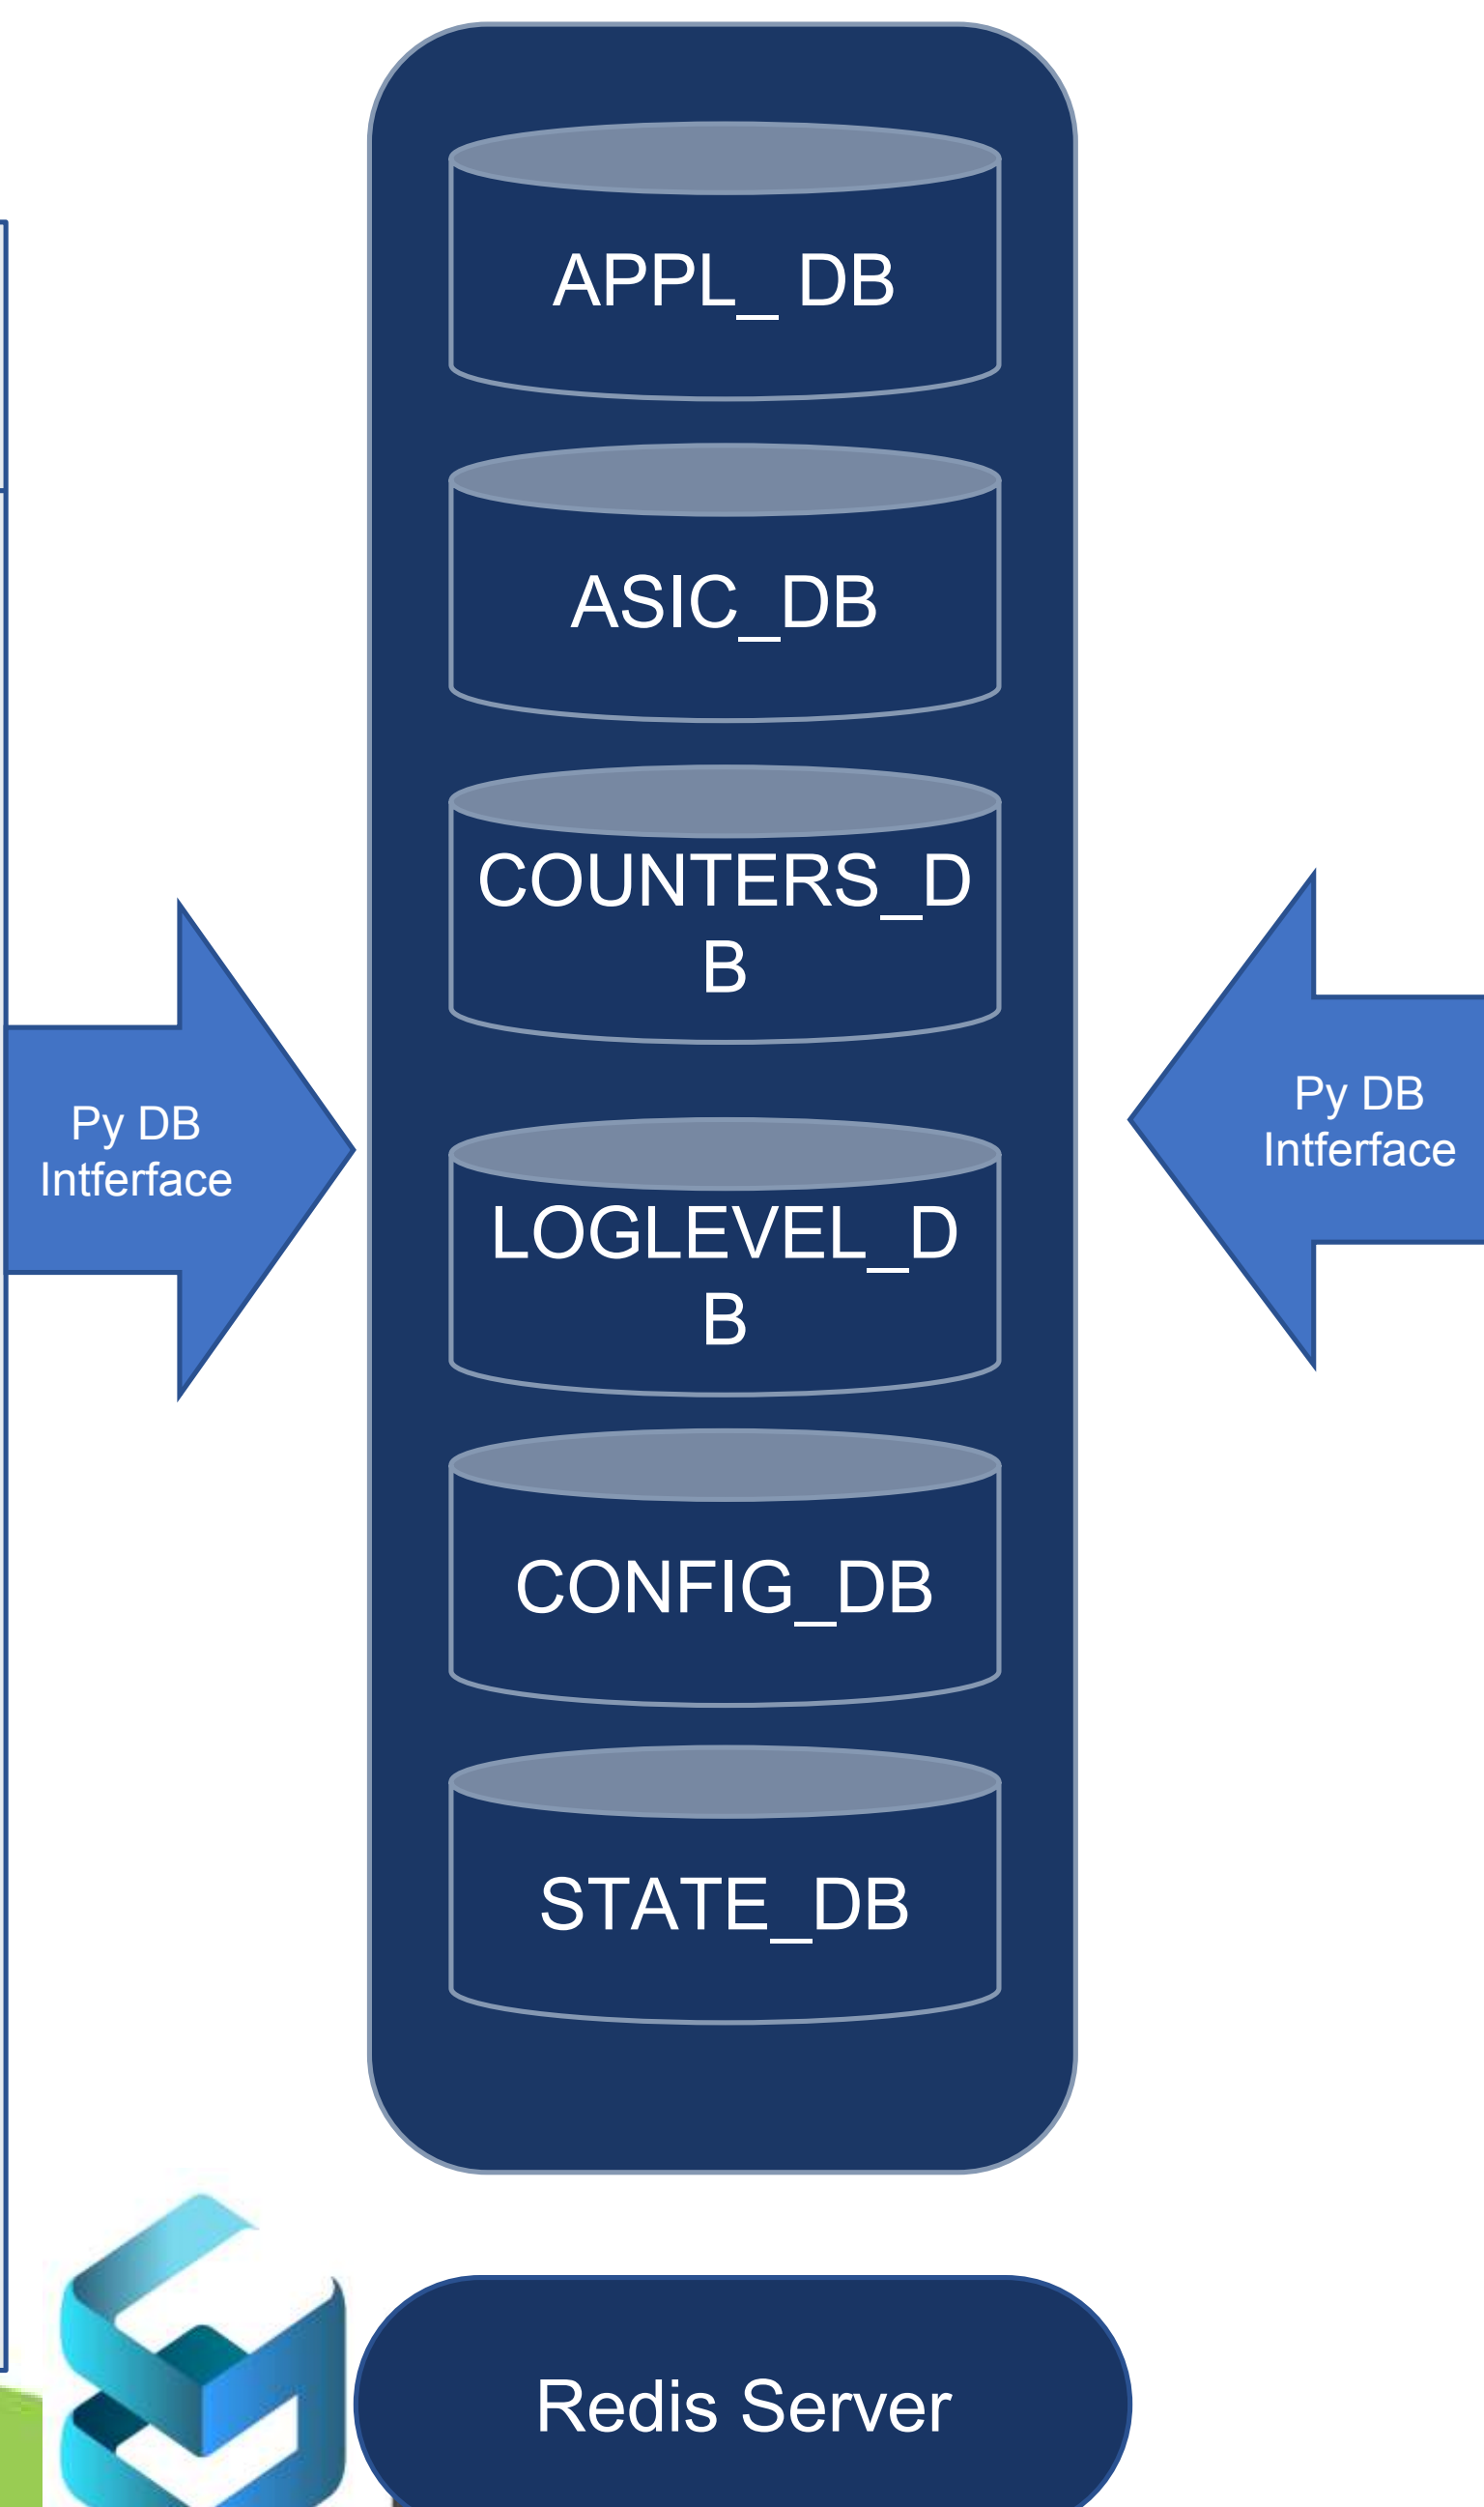 APPL_ DB
ASIC_DB
COUNTERS_D
B
Py DB
Intferface
Py DB
Intferface
LOGLEVEL_D
B
CONFIG_DB
STATE_DB
Redis Server